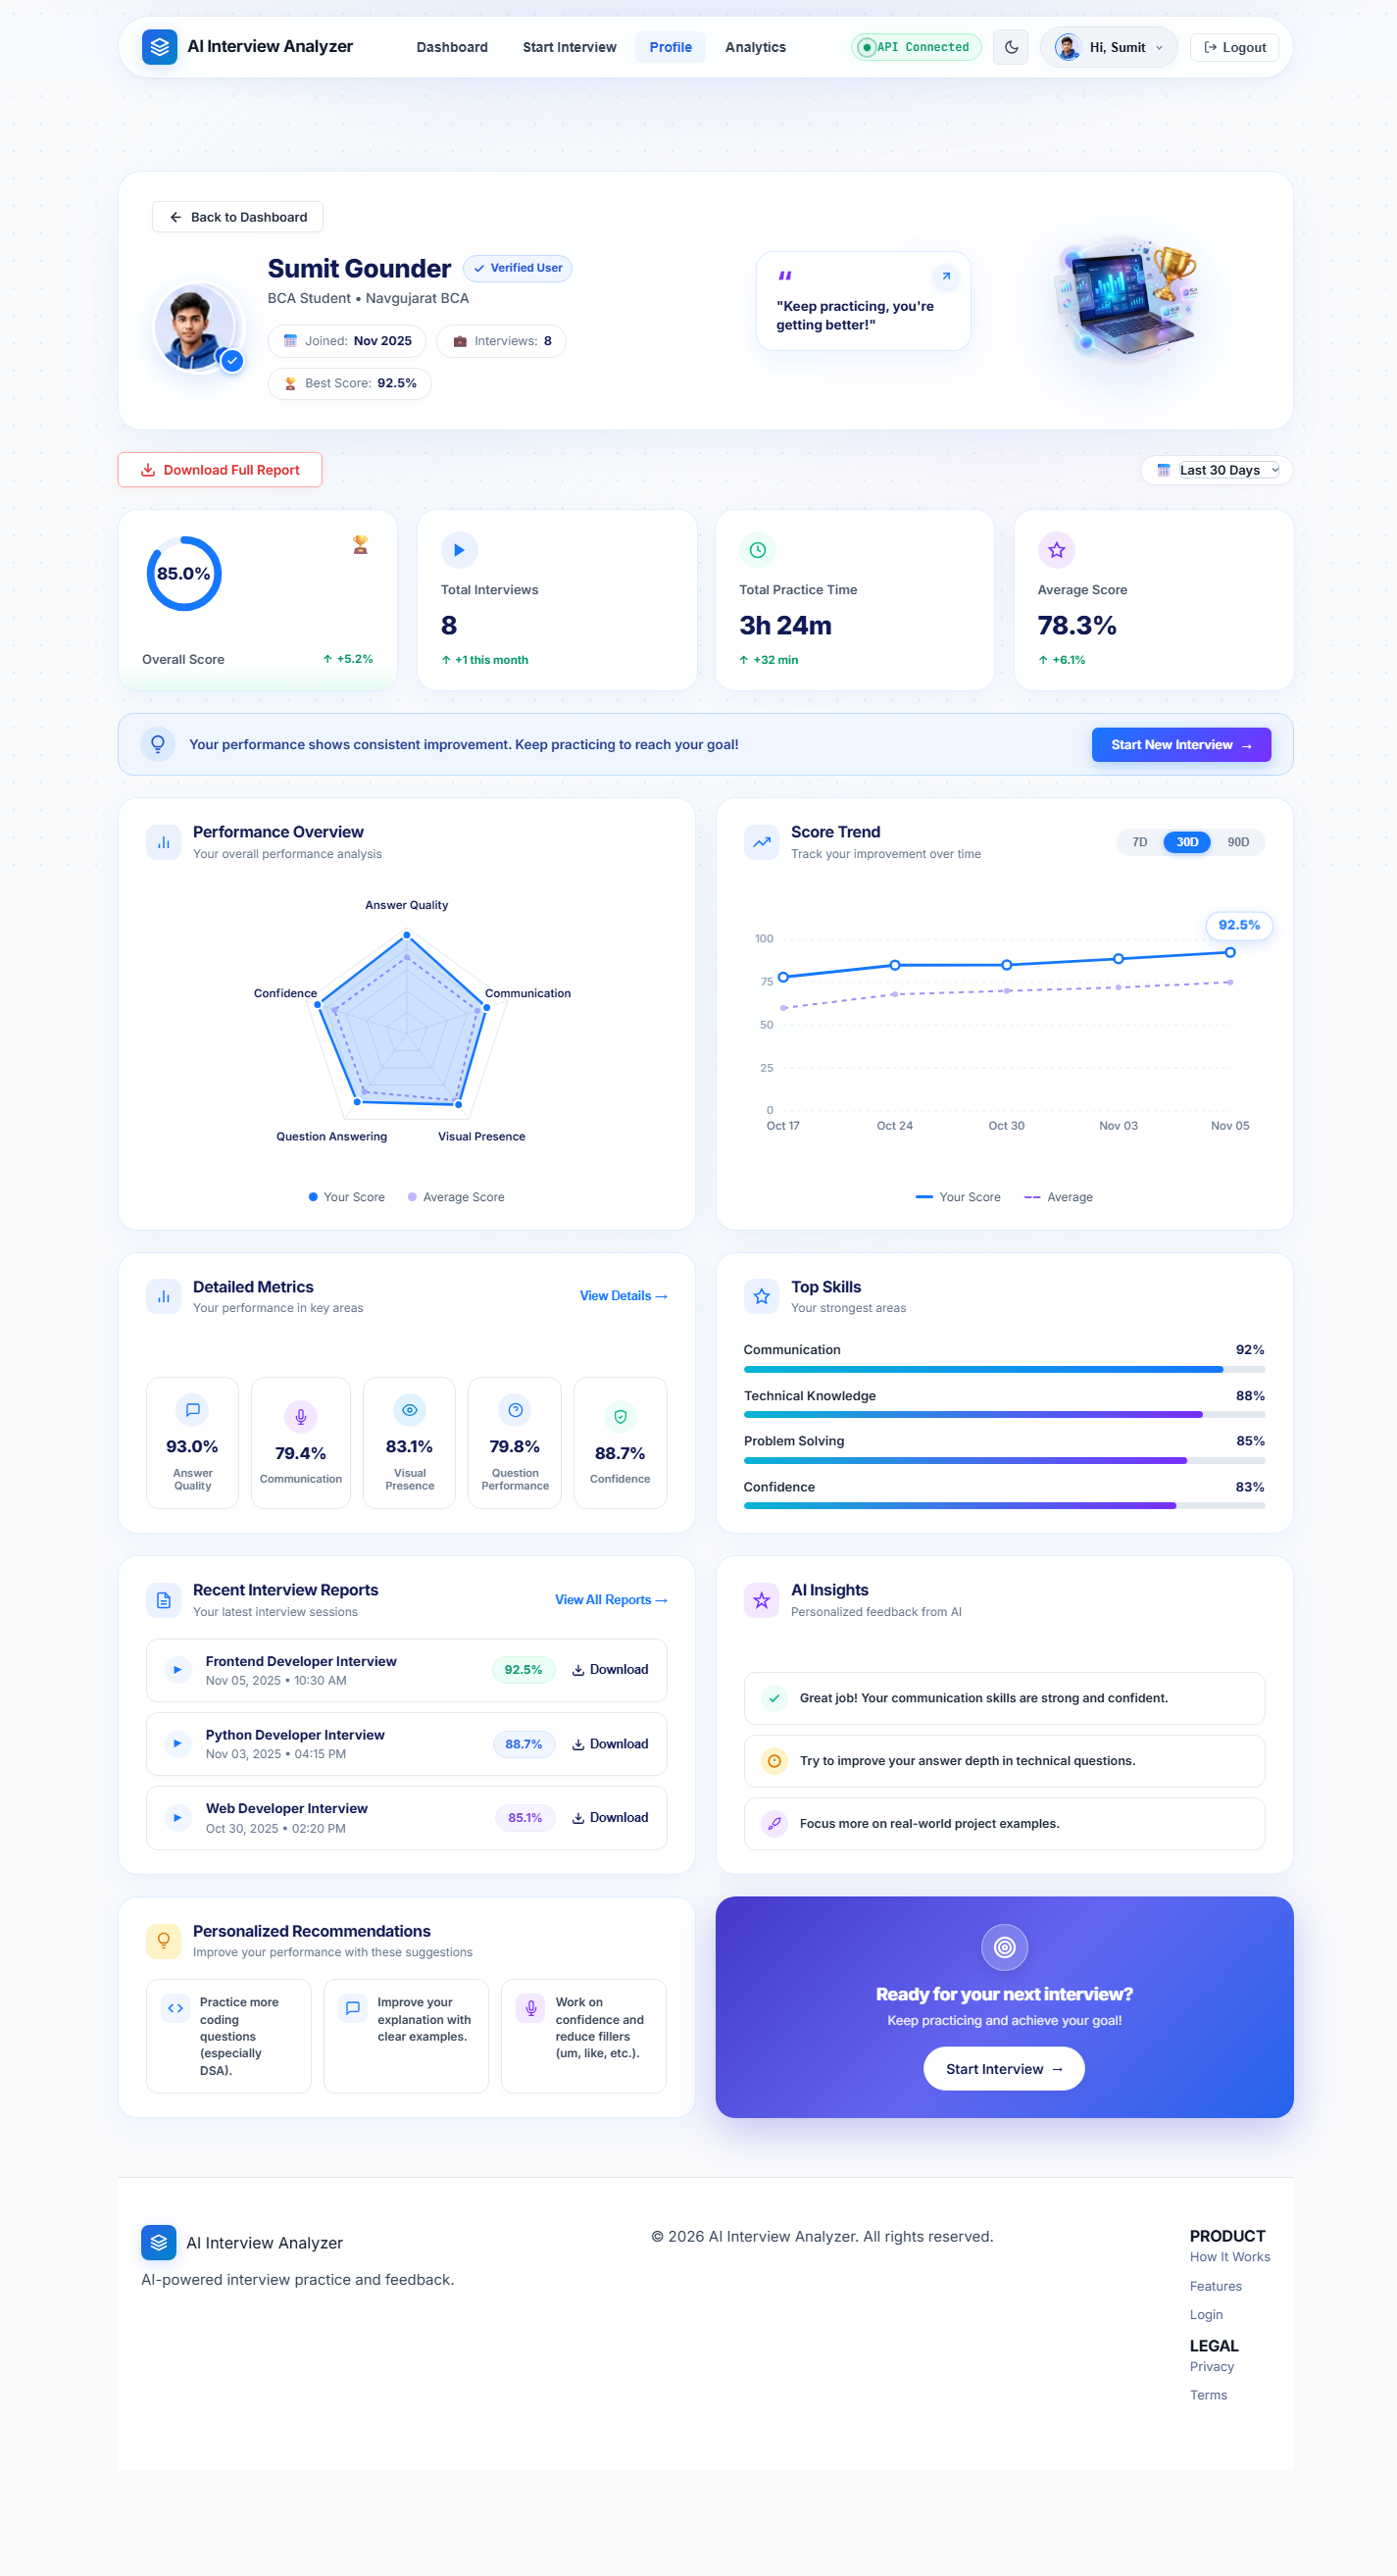 AI Interview Analyzer
Dashboard
Start Interview
Profile
Analytics
API Connected
Hi, Sumit
Logout
Back to Dashboard
Sumit Gounder
Verified User
BCA Student • Navgujarat BCA
Joined: Nov 2025
Interviews: 8
Best Score: 92.5%
"Keep practicing, you're
getting better!"
Download Full Report
Last 30 Days
85.0%
Overall Score
↑ +5.2%
Total Interviews
8
↑ +1 this month
Total Practice Time
3h 24m
↑ +32 min
Average Score
78.3%
↑ +6.1%
Your performance shows consistent improvement. Keep practicing to reach your goal!
Start New Interview →
Performance Overview
Your overall performance analysis
Answer Quality
Confidence
Communication
Question Answering
Visual Presence
Your Score
Average Score
Score Trend
Track your improvement over time
7D
30D
90D
92.5%
100
75
50
25
0
Oct 17
Oct 24
Oct 30
Nov 03
Nov 05
Your Score
Average
Detailed Metrics
Your performance in key areas
View Details →
93.0%
Answer
Quality
79.4%
Communication
83.1%
Visual
Presence
79.8%
Question
Performance
88.7%
Confidence
Top Skills
Your strongest areas
Communication 92%
Technical Knowledge 88%
Problem Solving 85%
Confidence 83%
Recent Interview Reports
Your latest interview sessions
View All Reports →
Frontend Developer Interview
Nov 05, 2025 • 10:30 AM
92.5%
Download
Python Developer Interview
Nov 03, 2025 • 04:15 PM
88.7%
Download
Web Developer Interview
Oct 30, 2025 • 02:20 PM
85.1%
Download
AI Insights
Personalized feedback from AI
Great job! Your communication skills are strong and confident.
Try to improve your answer depth in technical questions.
Focus more on real-world project examples.
Personalized Recommendations
Improve your performance with these suggestions
Practice more
coding
questions
(especially
DSA).
Improve your
explanation with
clear examples.
Work on
confidence and
reduce fillers
(um, like, etc.).
Ready for your next interview?
Keep practicing and achieve your goal!
Start Interview →
AI Interview Analyzer
AI-powered interview practice and feedback.
© 2026 AI Interview Analyzer. All rights reserved.
PRODUCT
How It Works
Features
Login
LEGAL
Privacy
Terms